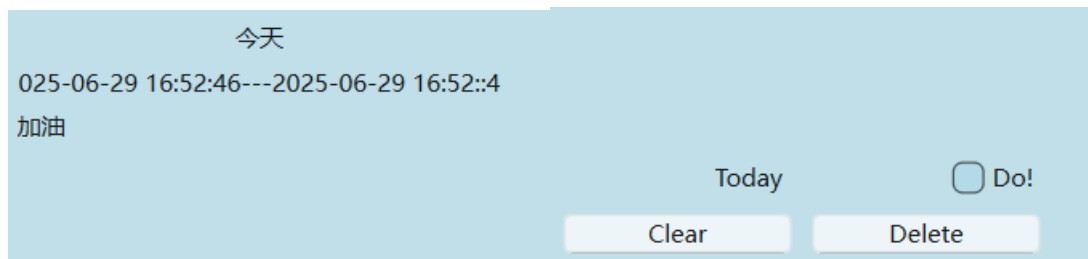 今天
025-06-29 16:52:46---2025-06-29 16:52::4
加油
Today Do!
Clear Delete